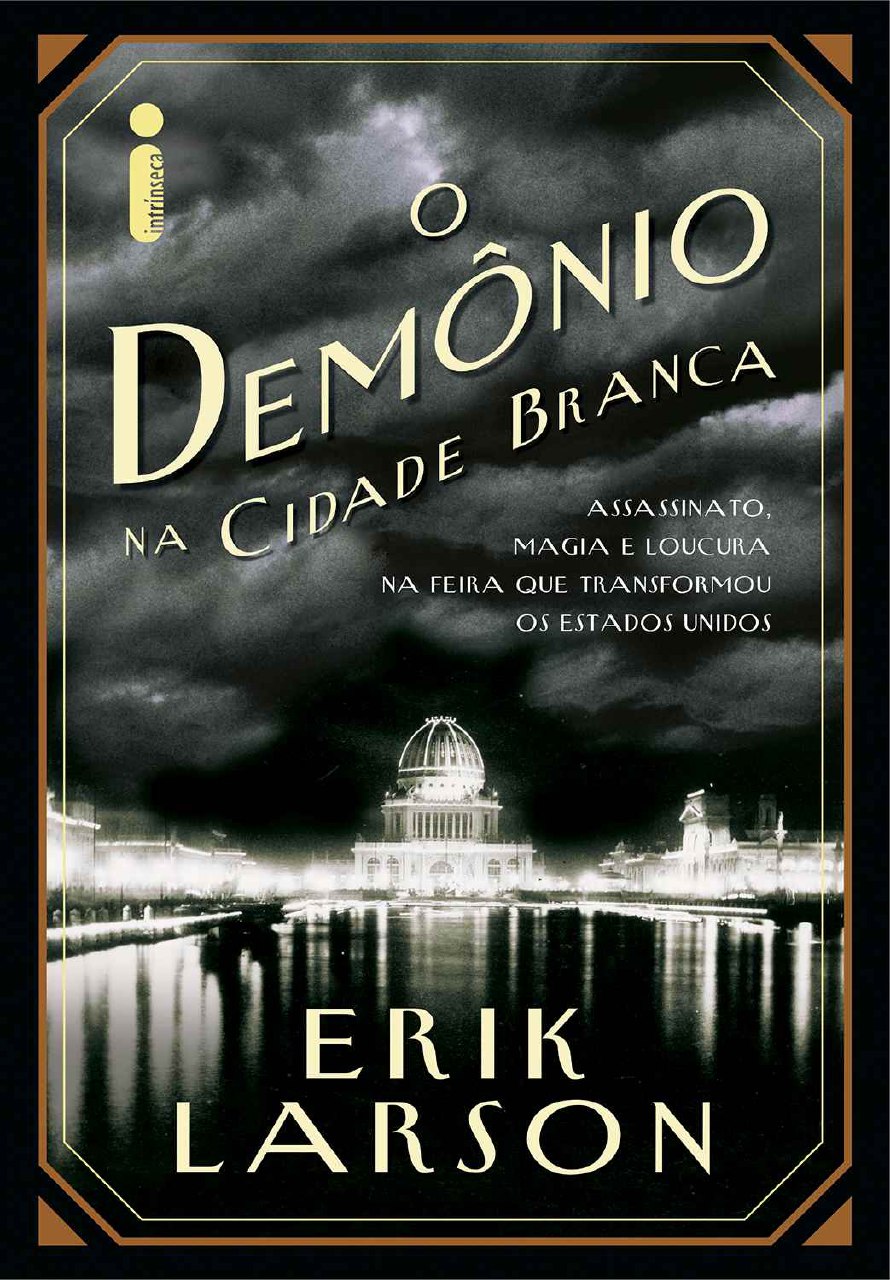 intrínseca
O
DEMÔNIO
NA CIDADE BRANCA
ASSASSINATO,
MAGIA E LOUCURA
NA FEIRA QUE TRANSFORMOU
OS ESTADOS UNIDOS
ERIK
LARSON